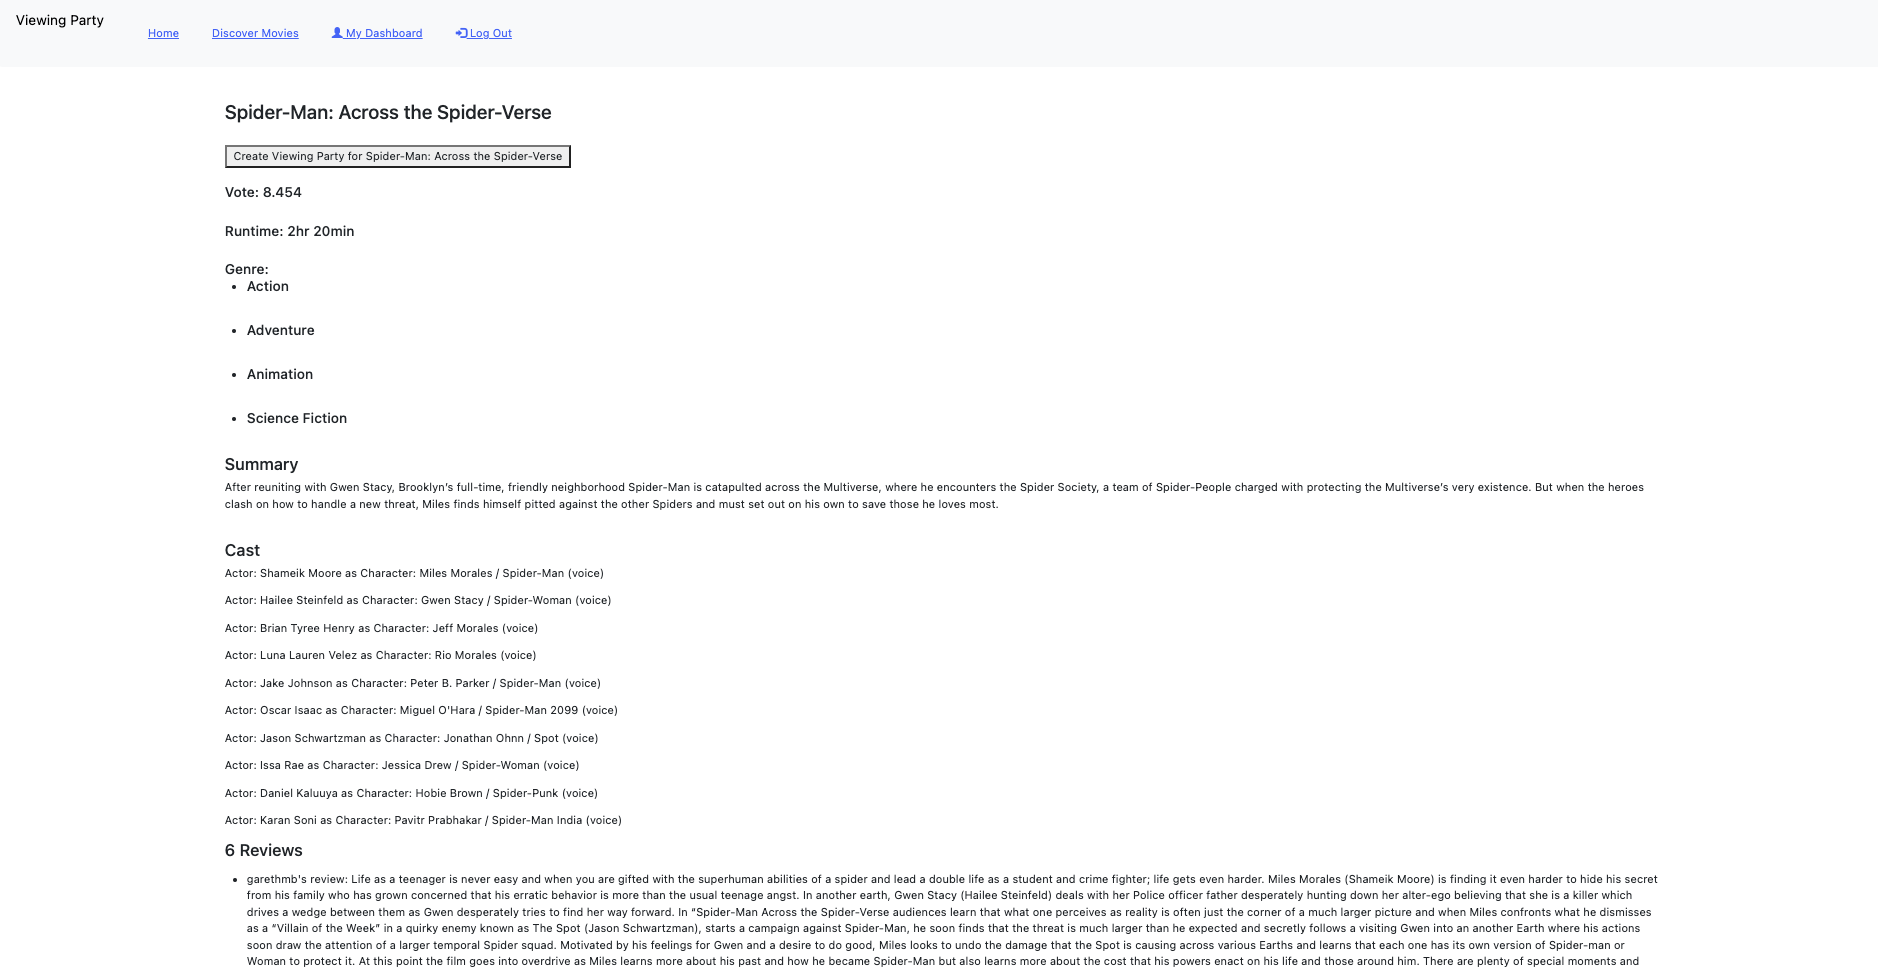 Viewing Party
Home Discover Movies My Dashboard Log Out
Spider-Man: Across the Spider-Verse
Create Viewing Party for Spider-Man: Across the Spider-Verse
Vote: 8.454
Runtime: 2hr 20min
Genre:
• Action
• Adventure
• Animation
• Science Fiction
Summary
After reuniting with Gwen Stacy, Brooklyn's full-time, friendly neighborhood Spider-Man is catapulted across the Multiverse, where he encounters the Spider Society, a team of Spider-People charged with protecting the Multiverse's very existence. But when the heroes
clash on how to handle a new threat, Miles finds himself pitted against the other Spiders and must set out on his own to save those he loves most.
Cast
Actor: Shameik Moore as Character: Miles Morales / Spider-Man (voice)
Actor: Hailee Steinfeld as Character: Gwen Stacy / Spider-Woman (voice)
Actor: Brian Tyree Henry as Character: Jeff Morales (voice)
Actor: Luna Lauren Velez as Character: Rio Morales (voice)
Actor: Jake Johnson as Character: Peter B. Parker / Spider-Man (voice)
Actor: Oscar Isaac as Character: Miguel O'Hara / Spider-Man 2099 (voice)
Actor: Jason Schwartzman as Character: Jonathan Ohnn / Spot (voice)
Actor: Issa Rae as Character: Jessica Drew / Spider-Woman (voice)
Actor: Daniel Kaluuya as Character: Hobie Brown / Spider-Punk (voice)
Actor: Karan Soni as Character: Pavitr Prabhakar / Spider-Man India (voice)
6 Reviews
• garethmb's review: Life as a teenager is never easy and when you are gifted with the superhuman abilities of a spider and lead a double life as a student and crime fighter; life gets even harder. Miles Morales (Shameik Moore) is finding it even harder to hide his secret
from his family who has grown concerned that his erratic behavior is more than the usual teenage angst. In another earth, Gwen Stacy (Hailee Steinfeld) deals with her Police officer father desperately hunting down her alter-ego believing that she is a killer which
drives a wedge between them as Gwen desperately tries to find her way forward. In “Spider-Man Across the Spider-Verse audiences learn that what one perceives as reality is often just the corner of a much larger picture and when Miles confronts what he dismisses
as a “Villain of the Week” in a quirky enemy known as The Spot (Jason Schwartzman), starts a campaign against Spider-Man, he soon finds that the threat is much larger than he expected and secretly follows a visiting Gwen into an another Earth where his actions
soon draw the attention of a larger temporal Spider squad. Motivated by his feelings for Gwen and a desire to do good, Miles looks to undo the damage that the Spot is causing across various Earths and learns that each one has its own version of Spider-man or
Woman to protect it. At this point the film goes into overdrive as Miles learns more about his past and how he became Spider-Man but also learns more about the cost that his powers enact on his life and those around him. There are plenty of special moments and